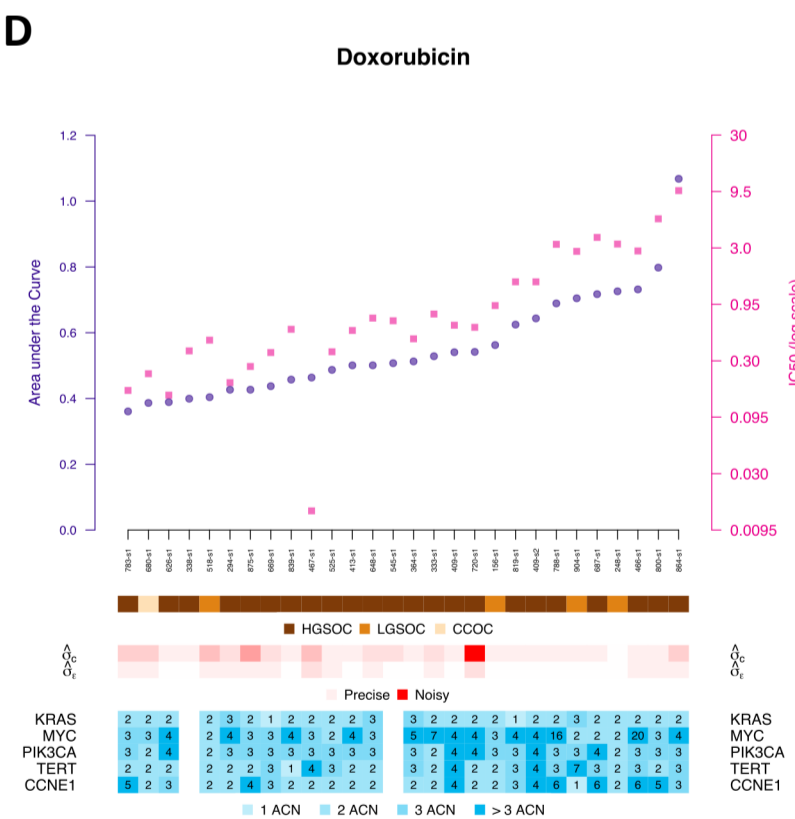 D
Doxorubicin
Area under the Curve
1.2
1.0
0.8
0.6
0.4
0.2
0.0
30
9.5
3.0
0.95
0.30
0.095
0.030
0.0095
IC50 (log scale)
783-s1
680-s1
626-s1
338-s1
518-s1
294-s1
875-s1
669-s1
839-s1
467-s1
525-s1
413-s1
648-s1
545-s1
364-s1
333-s1
409-s1
720-s1
156-s1
819-s1
409-s2
788-s1
904-s1
687-s1
248-s1
466-s1
800-s1
864-s1
HGSOC LGSOC CCOC
σ̂c σ̂c
σ̂ε σ̂ε
Precise Noisy
KRAS 2 2 2 2 3 2 1 2 2 2 2 3 2 2 2 2 2 1 2 2 3 2 2 2 2 2 KRAS
MYC 3 3 4 2 4 3 3 4 3 2 4 3 5 7 4 4 3 4 4 16 2 2 2 20 3 4 MYC
PIK3CA 3 2 4 2 3 3 3 3 3 3 3 3 3 2 4 4 3 3 4 3 3 4 2 3 3 3 PIK3CA
TERT 2 2 2 2 2 2 3 1 4 3 2 2 3 2 4 2 2 3 4 3 7 3 2 3 2 3 TERT
CCNE1 5 2 3 2 2 4 3 3 3 3 2 2 2 2 4 2 2 3 4 6 1 6 2 6 5 3 CCNE1
1 ACN 2 ACN 3 ACN > 3 ACN